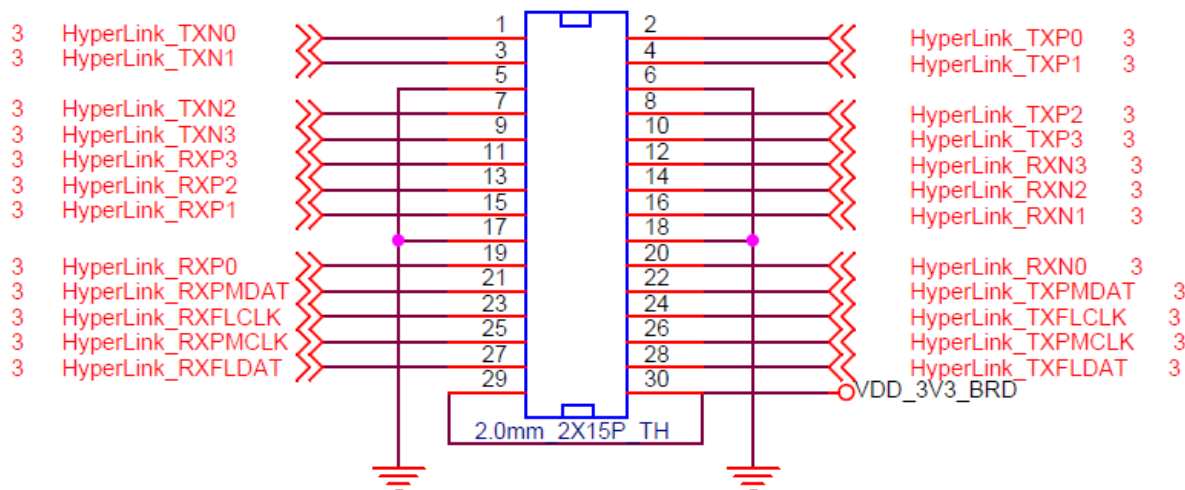 3 HyperLink_TXN0 1 2 HyperLink_TXP0 3
3 HyperLink_TXN1 3 4 HyperLink_TXP1 3
5 6
3 HyperLink_TXN2 7 8 HyperLink_TXP2 3
3 HyperLink_TXN3 9 10 HyperLink_TXP3 3
3 HyperLink_RXP3 11 12 HyperLink_RXN3 3
3 HyperLink_RXP2 13 14 HyperLink_RXN2 3
3 HyperLink_RXP1 15 16 HyperLink_RXN1 3
17 18
3 HyperLink_RXP0 19 20 HyperLink_RXN0 3
3 HyperLink_RXPMDAT 21 22 HyperLink_TXPMDAT 3
3 HyperLink_RXFLCLK 23 24 HyperLink_TXFLCLK 3
3 HyperLink_RXPMCLK 25 26 HyperLink_TXPMCLK 3
3 HyperLink_RXFLDAT 27 28 HyperLink_TXFLDAT 3
29 30 VDD_3V3_BRD
2.0mm_2X15P_TH